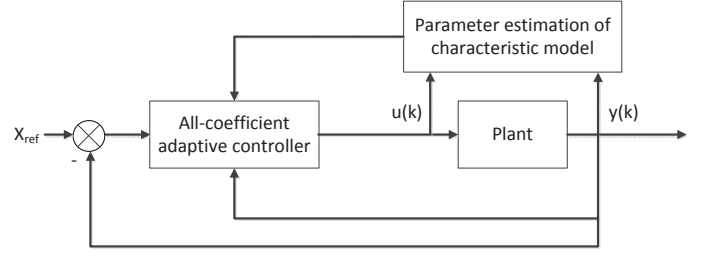 Parameter estimation of
characteristic model
X_ref
-
All-coefficient
adaptive controller
u(k)
Plant
y(k)